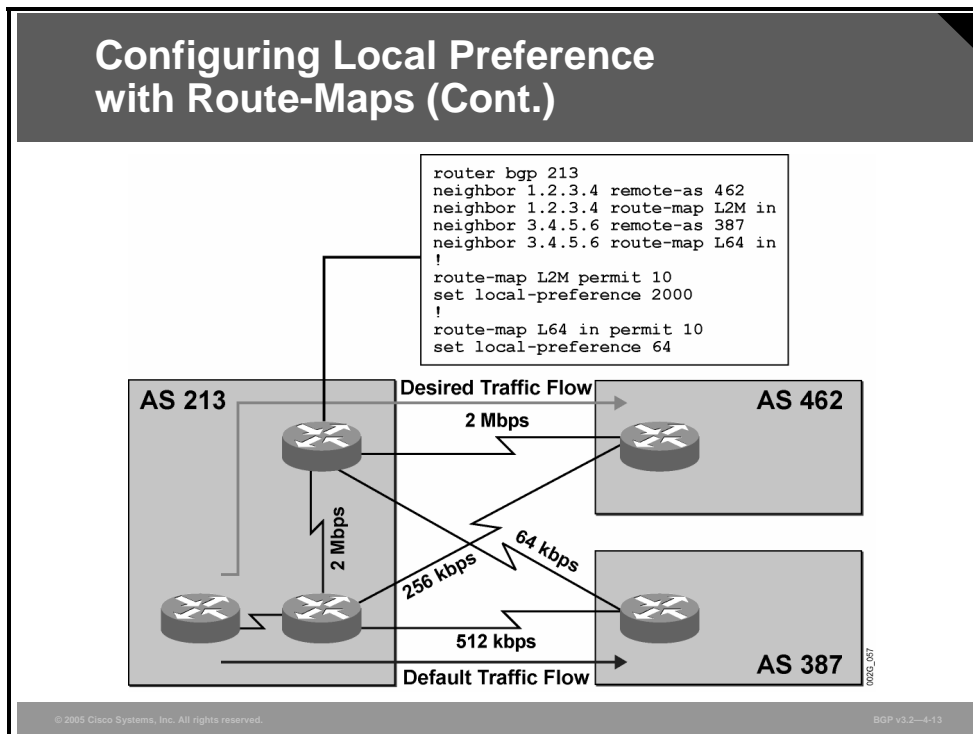 Configuring Local Preference
with Route-Maps (Cont.)
router bgp 213
neighbor 1.2.3.4 remote-as 462
neighbor 1.2.3.4 route-map L2M in
neighbor 3.4.5.6 remote-as 387
neighbor 3.4.5.6 route-map L64 in
!
route-map L2M permit 10
set local-preference 2000
!
route-map L64 in permit 10
set local-preference 64
AS 213
Desired Traffic Flow
AS 462
2 Mbps
2 Mbps
64 kbps
256 kbps
512 kbps
AS 387
Default Traffic Flow
002G_057
© 2005 Cisco Systems, Inc. All rights reserved.
BGP v3.2—4-13